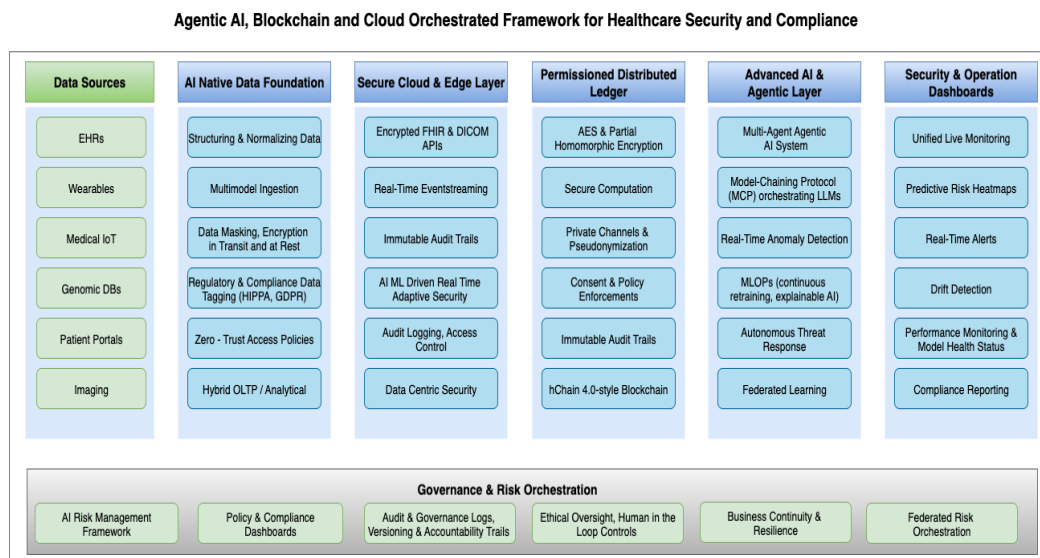 Agentic AI, Blockchain and Cloud Orchestrated Framework for Healthcare Security and Compliance
Data Sources
EHRs
Wearables
Medical IoT
Genomic DBs
Patient Portals
Imaging
AI Native Data Foundation
Structuring & Normalizing Data
Multimodel Ingestion
Data Masking, Encryption
in Transit and at Rest
Regulatory & Compliance Data
Tagging (HIPPA, GDPR)
Zero - Trust Access Policies
Hybrid OLTP / Analytical
Secure Cloud & Edge Layer
Encrypted FHIR & DICOM
APIs
Real-Time Eventstreaming
Immutable Audit Trails
AI ML Driven Real Time
Adaptive Security
Audit Logging, Access
Control
Data Centric Security
Permissioned Distributed
Ledger
AES & Partial
Homomorphic Encryption
Secure Computation
Private Channels &
Pseudonymization
Consent & Policy
Enforcements
Immutable Audit Trails
hChain 4.0-style Blockchain
Advanced AI &
Agentic Layer
Multi-Agent Agentic
AI System
Model-Chaining Protocol
(MCP) orchestrating LLMs
Real-Time Anomaly Detection
MLOPs (continuous
retraining, explainable AI)
Autonomous Threat
Response
Federated Learning
Security & Operation
Dashboards
Unified Live Monitoring
Predictive Risk Heatmaps
Real-Time Alerts
Drift Detection
Performance Monitoring &
Model Health Status
Compliance Reporting
Governance & Risk Orchestration
AI Risk Management
Framework
Policy & Compliance
Dashboards
Audit & Governance Logs,
Versioning & Accountability Trails
Ethical Oversight, Human in the
Loop Controls
Business Continuity &
Resilience
Federated Risk
Orchestration